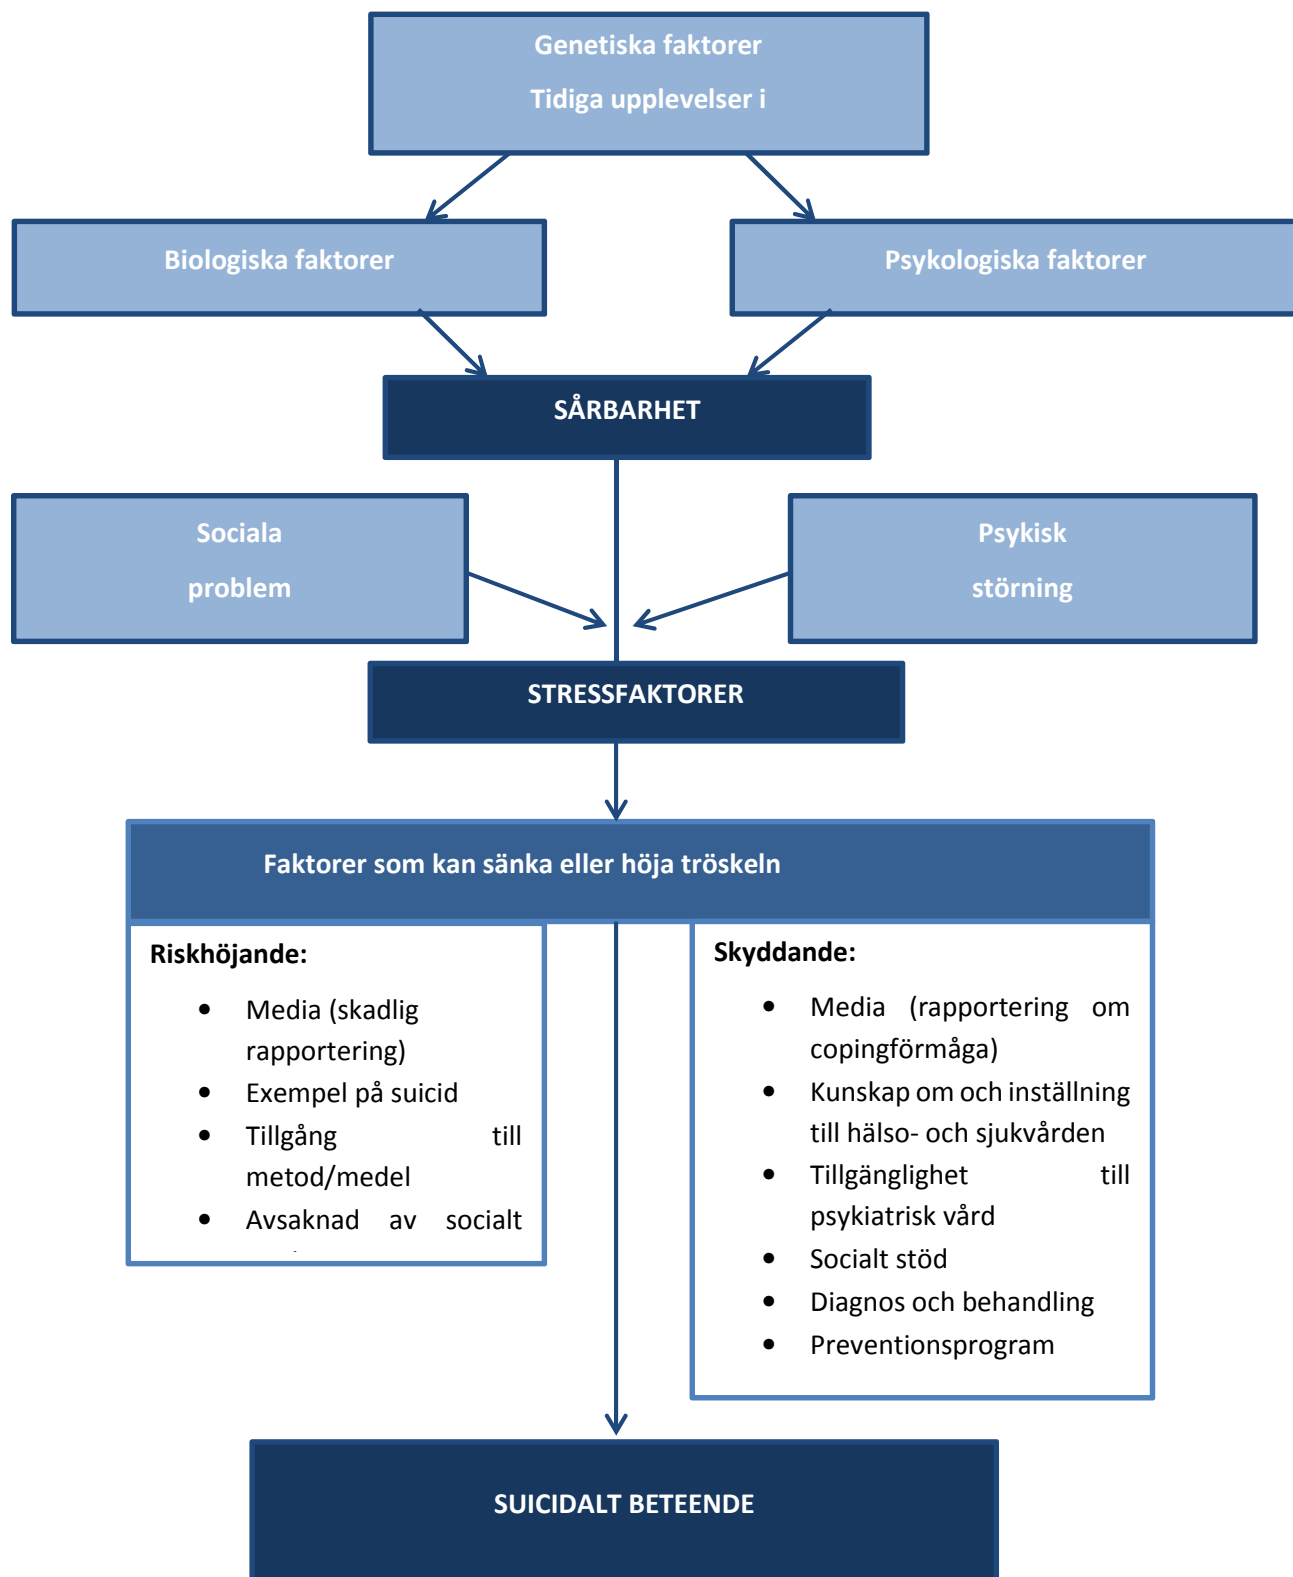 Genetiska faktorer
Tidiga upplevelser i
Biologiska faktorer
Psykologiska faktorer
SÅRBARHET
Sociala
problem
Psykisk
störning
STRESSFAKTORER
Faktorer som kan sänka eller höja tröskeln
Riskhöjande:
• Media (skadlig
rapportering)
• Exempel på suicid
• Tillgång till
metod/medel
• Avsaknad av socialt
Skyddande:
• Media (rapportering om
copingförmåga)
• Kunskap om och inställning
till hälso- och sjukvården
• Tillgänglighet till
psykiatrisk vård
• Socialt stöd
• Diagnos och behandling
• Preventionsprogram
SUICIDALT BETEENDE